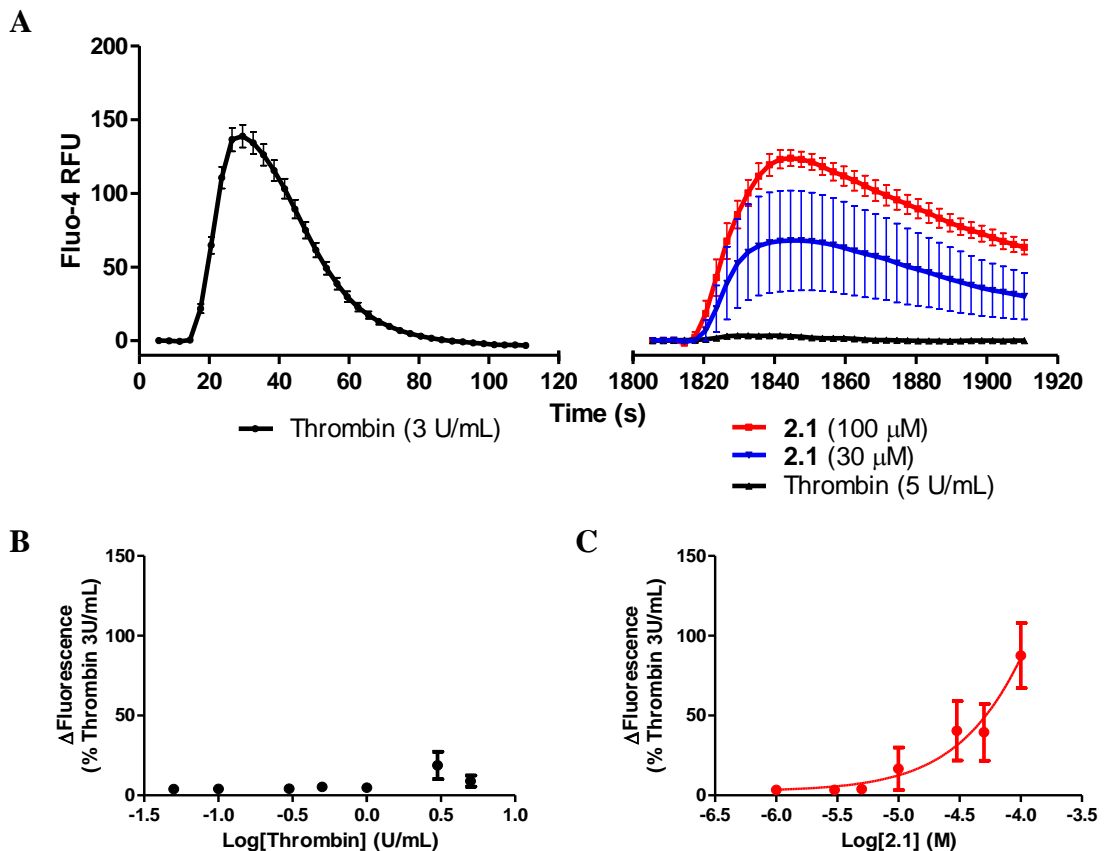 A
Fluo-4 RFU
200
150
100
50
0
0 20 40 60 80 100 120
1800 1820 1840 1860 1880 1900 1920
Time (s)
Thrombin (3 U/mL)
2.1 (100 μM)
2.1 (30 μM)
Thrombin (5 U/mL)
B
ΔFluorescence
(% Thrombin 3U/mL)
150
100
50
0
-1.5 -1.0 -0.5 0.0 0.5 1.0
Log[Thrombin] (U/mL)
C
ΔFluorescence
(% Thrombin 3U/mL)
150
100
50
0
-6.5 -6.0 -5.5 -5.0 -4.5 -4.0 -3.5
Log[2.1] (M)